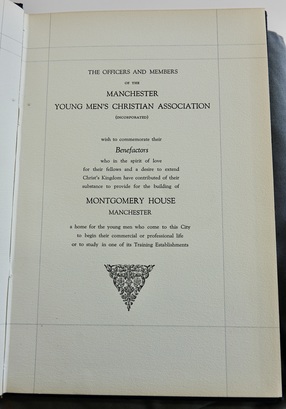 THE OFFICERS AND MEMBERS
OF THE
MANCHESTER
YOUNG MEN'S CHRISTIAN ASSOCIATION
(INCORPORATED)
wish to commemorate their
Benefactors
who in the spirit of love
for their fellows and a desire to extend
Christ's Kingdom have contributed of their
substance to provide for the building of
MONTGOMERY HOUSE
MANCHESTER
a home for the young men who come to this City
to begin their commercial or professional life
or to study in one of its Training Establishments